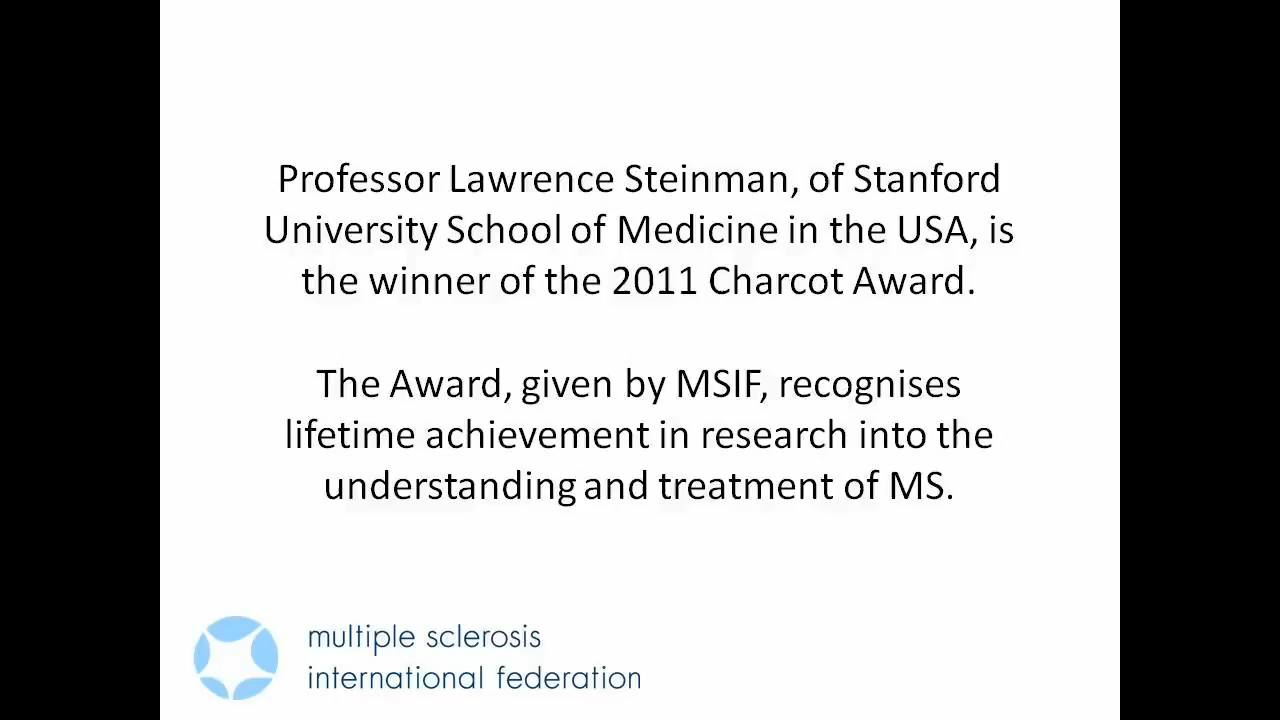 Professor Lawrence Steinman, of Stanford
University School of Medicine in the USA, is
the winner of the 2011 Charcot Award.
The Award, given by MSIF, recognises
lifetime achievement in research into the
understanding and treatment of MS.
multiple sclerosis
international federation